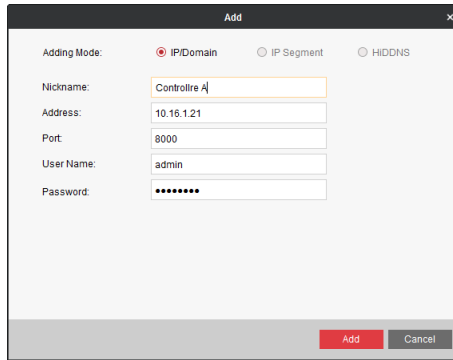 Add ×
Adding Mode: IP/Domain IP Segment HiDDNS
Nickname: Controllre A
Address: 10.16.1.21
Port: 8000
User Name: admin
Password: ●●●●●●●●
Add Cancel